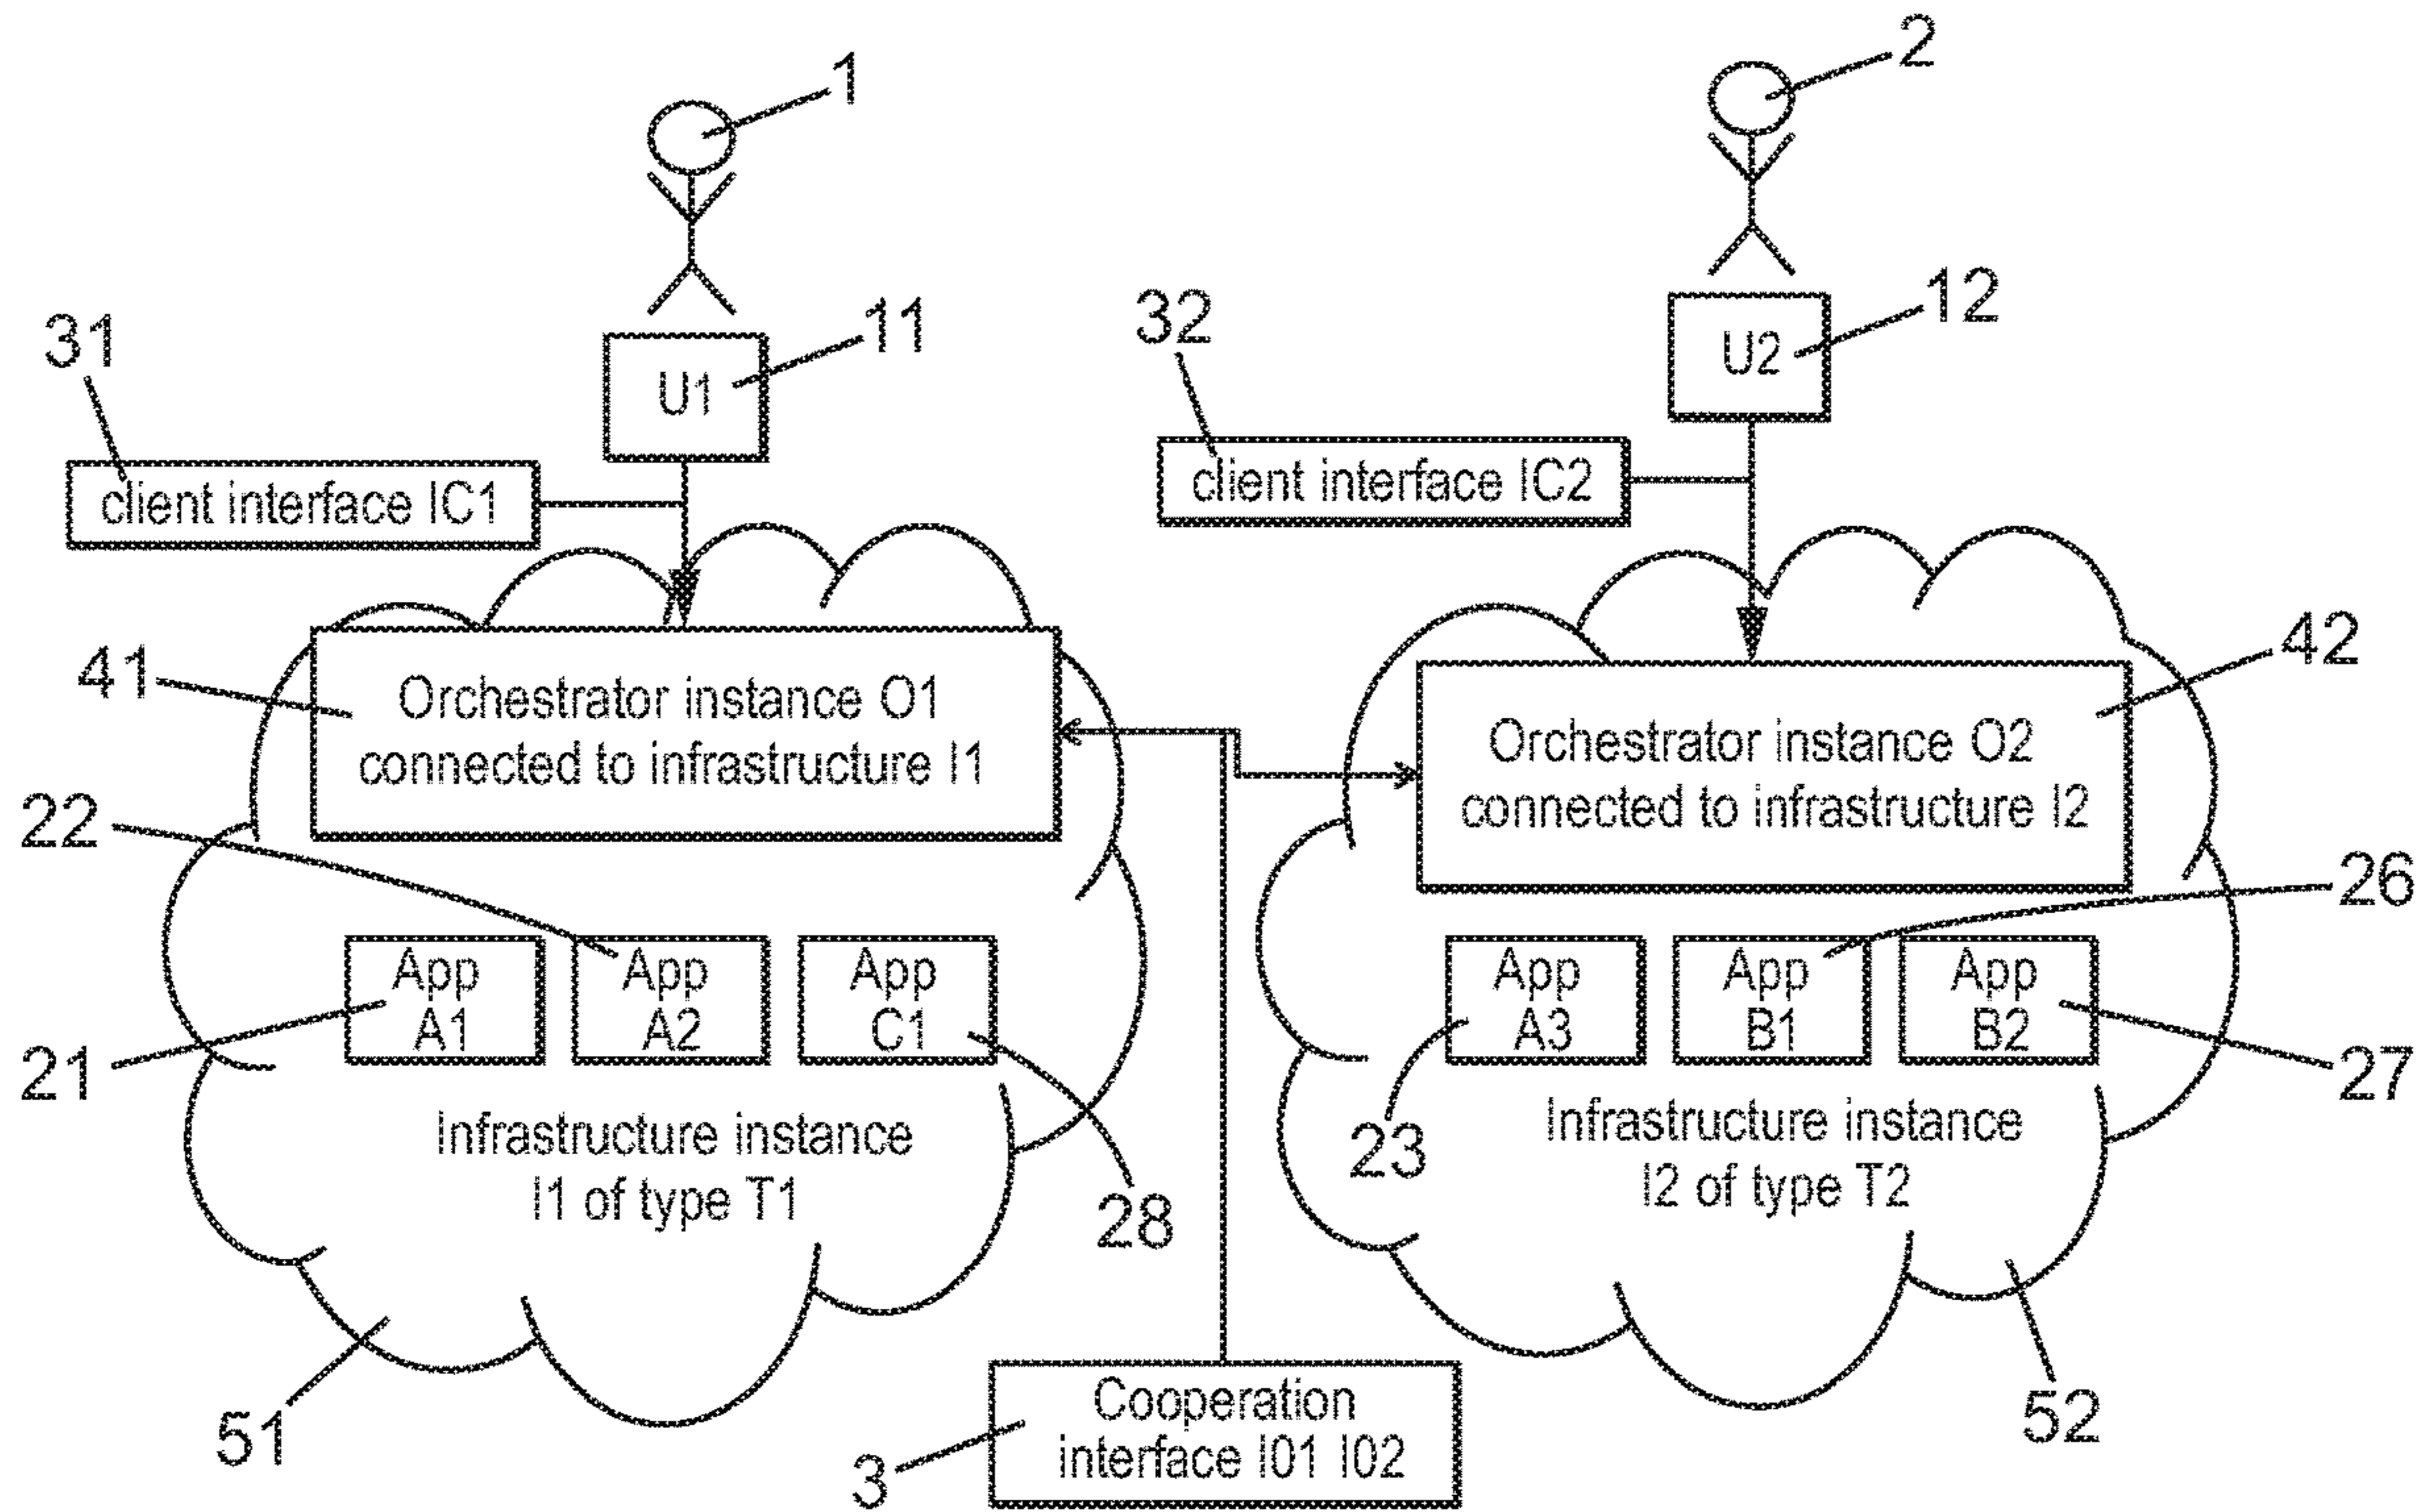 1
2
31
11
U1
32
12
U2
client interface IC1
client interface IC2
41
Orchestrator instance O1
connected to infrastructure I1
42
Orchestrator instance O2
connected to infrastructure I2
22
26
App
A1
App
A2
App
C1
App
A3
App
B1
App
B2
21
27
23
28
Infrastructure instance
I1 of type T1
Infrastructure instance
I2 of type T2
51
52
3
Cooperation
interface I01 I02